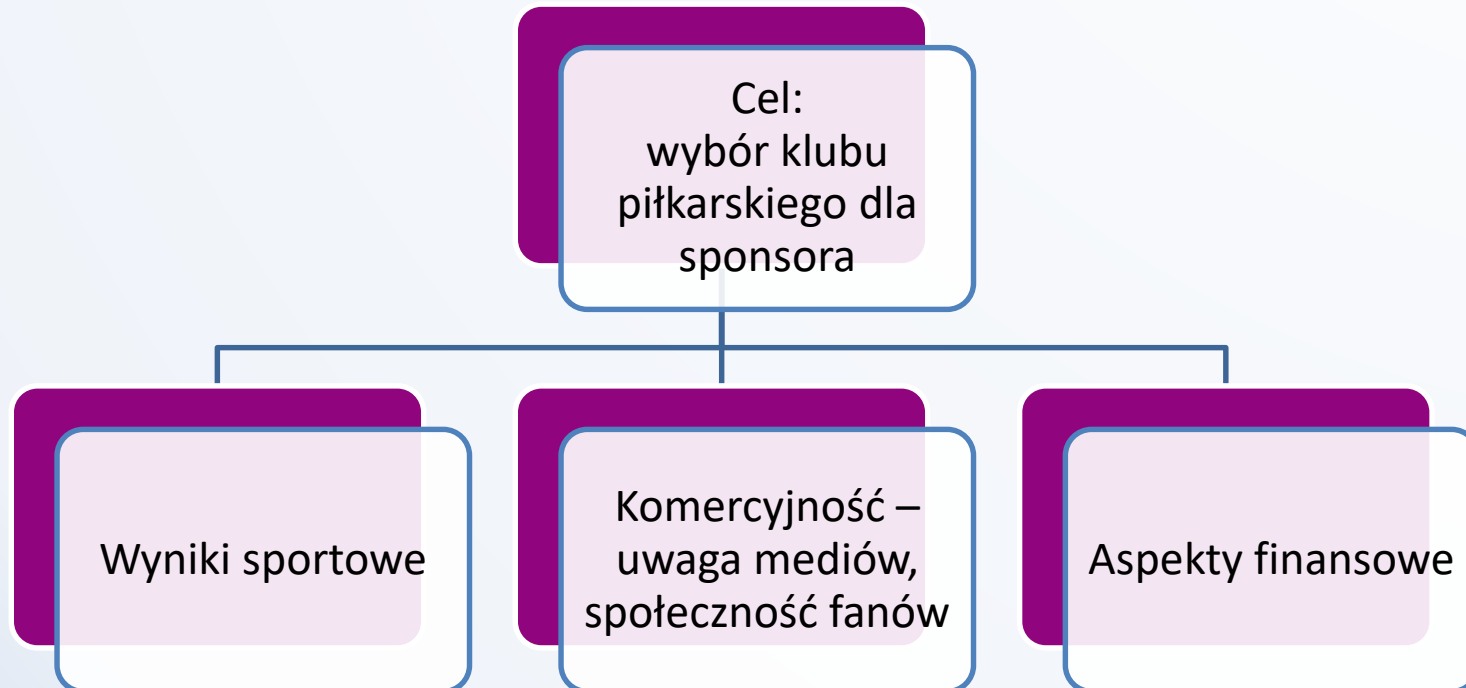 Cel:
wybór klubu
piłkarskiego dla
sponsora
Wyniki sportowe
Komercyjność –
uwaga mediów,
społeczność fanów
Aspekty finansowe